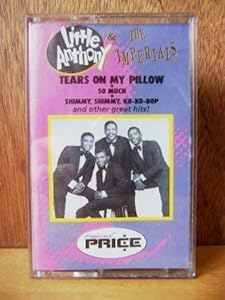 Little
Anthony & THE
IMPERIALS
TEARS ON MY PILLOW
SO MUCH
SHIMMY, SHIMMY, KO-KO-BOP
and other great hits!
PRICE